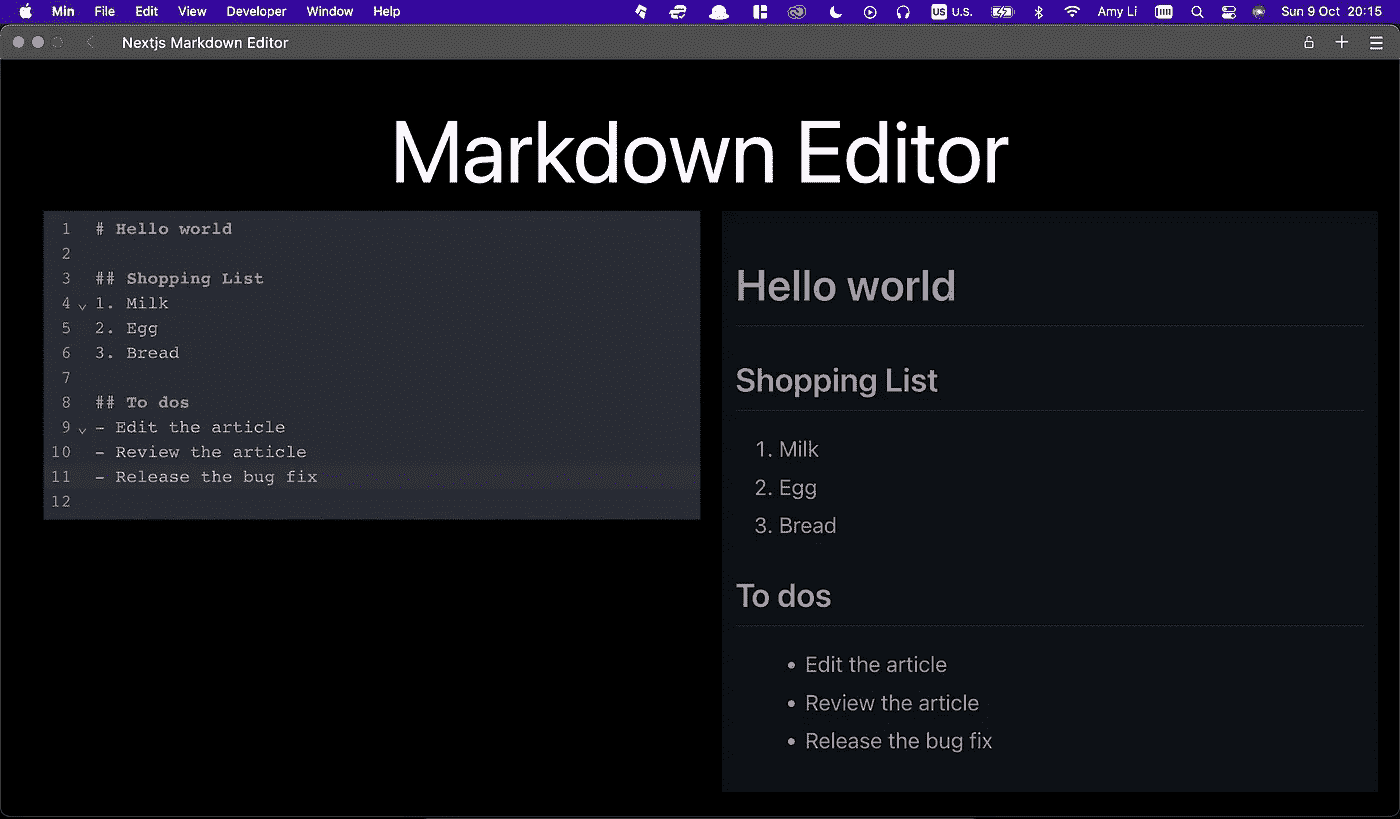 Min File Edit View Developer Window Help US U.S. Amy Li Sun 9 Oct 20:15
Nextjs Markdown Editor
Markdown Editor
1 # Hello world
2
3 ## Shopping List
4 1. Milk
5 2. Egg
6 3. Bread
7
8 ## To dos
9 - Edit the article
10 - Review the article
11 - Release the bug fix
12
Hello world
Shopping List
1. Milk
2. Egg
3. Bread
To dos
• Edit the article
• Review the article
• Release the bug fix